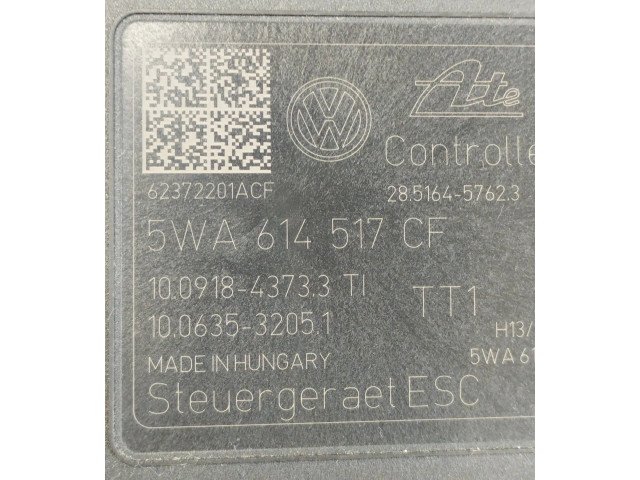 Ate
Controlle
62372201ACF 28.5164-5762.3
5WA 614 517 CF
10.0918-4373.3 TI
10.0635-3205.1 TT1
H13/
MADE IN HUNGARY 5WA 61
Steuergeraet ESC